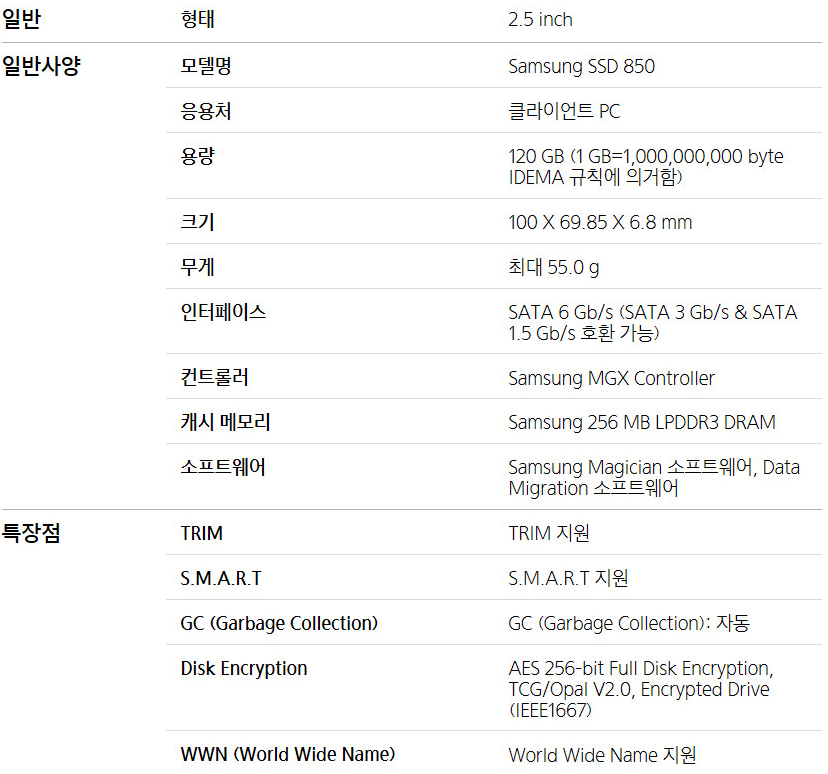 일반 형태 2.5 inch
일반사양 모델명 Samsung SSD 850
응용처 클라이언트 PC
용량 120 GB (1 GB=1,000,000,000 byte
IDEMA 규칙에 의거함)
크기 100 X 69.85 X 6.8 mm
무게 최대 55.0 g
인터페이스 SATA 6 Gb/s (SATA 3 Gb/s & SATA
1.5 Gb/s 호환 가능)
컨트롤러 Samsung MGX Controller
캐시 메모리 Samsung 256 MB LPDDR3 DRAM
소프트웨어 Samsung Magician 소프트웨어, Data
Migration 소프트웨어
특장점 TRIM TRIM 지원
S.M.A.R.T S.M.A.R.T 지원
GC (Garbage Collection) GC (Garbage Collection): 자동
Disk Encryption AES 256-bit Full Disk Encryption,
TCG/Opal V2.0, Encrypted Drive
(IEEE1667)
WWN (World Wide Name) World Wide Name 지원